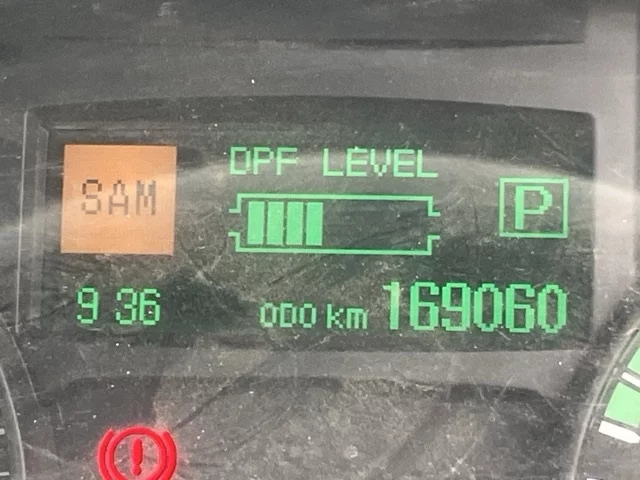 DPF LEVEL
SAM
P
9 36
ODO km 169060